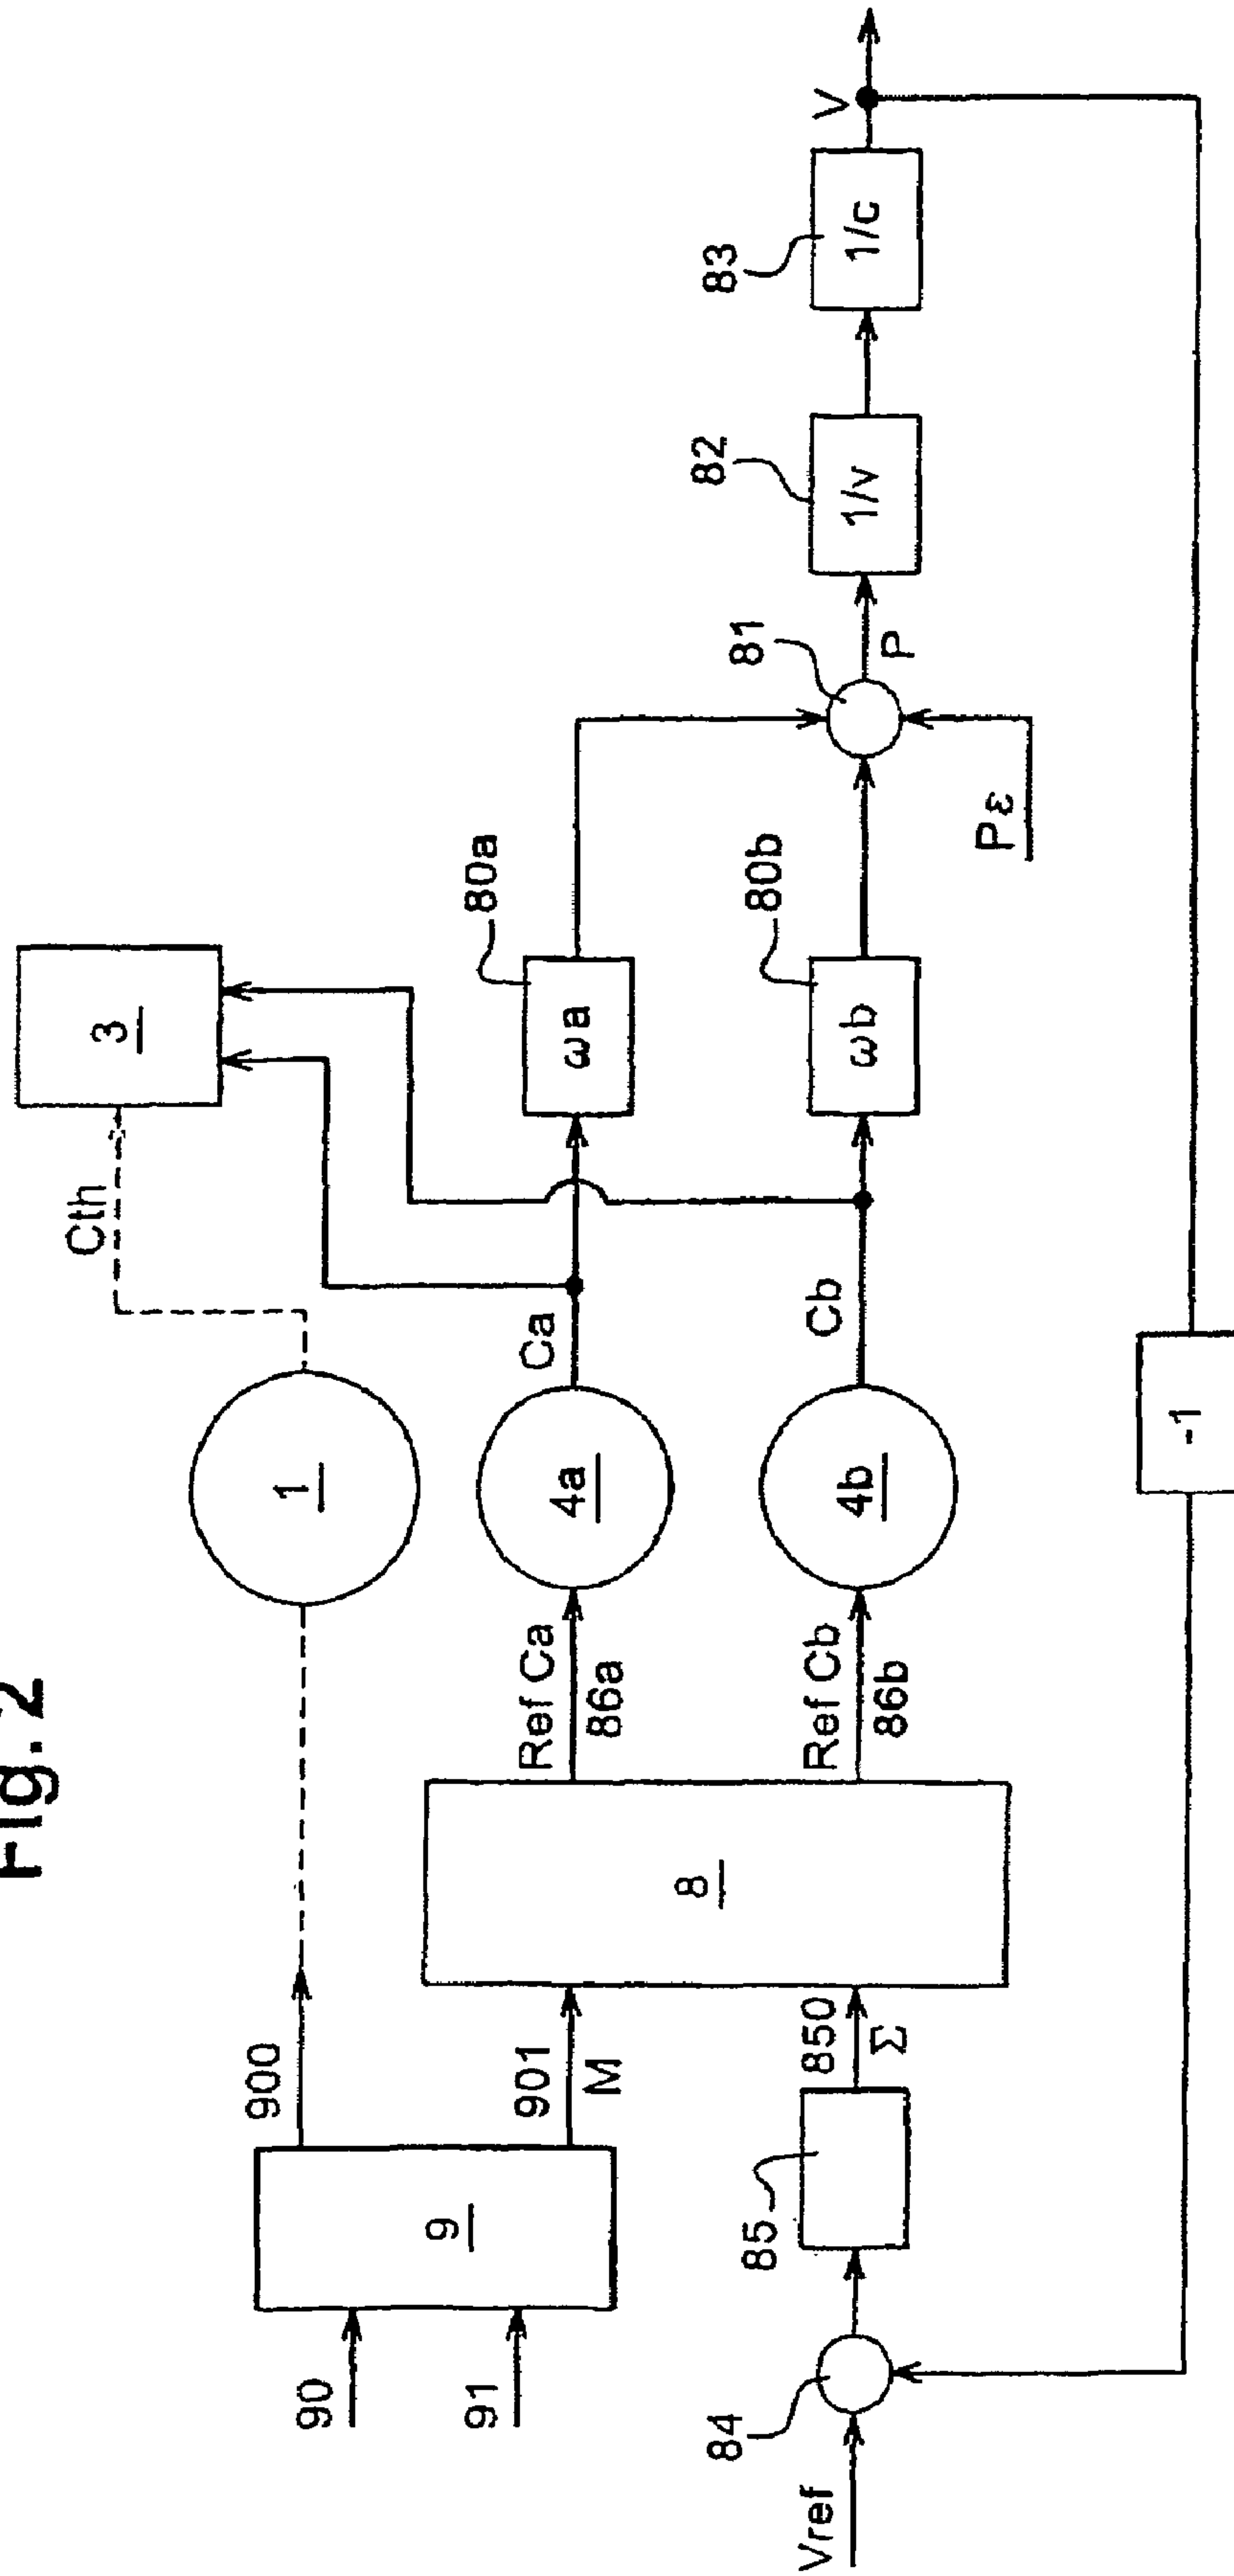 Fig. 2
90
91
9
900
901
M
1
Cth
3
Vref
84
85
850
Σ
8
Ref Ca
86a
Ref Cb
86b
4a
4b
Ca
Cb
ωa
80a
ωb
80b
Pε
81
P
1/v
82
1/c
83
V
-1